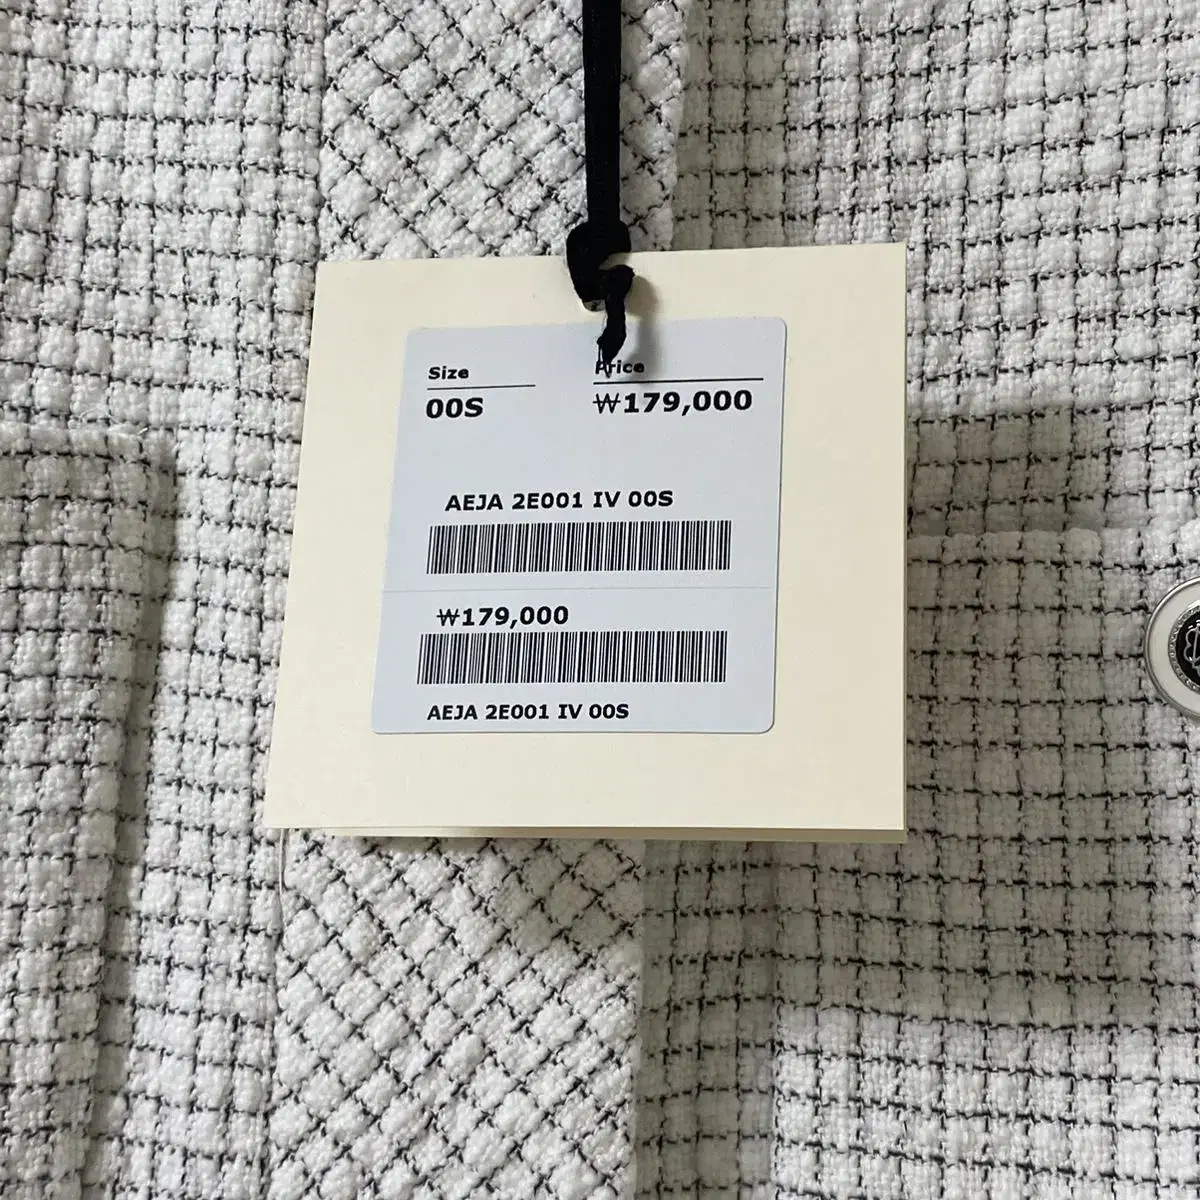 Size
Price
00S
₩179,000
AEJA 2E001 IV 00S
₩179,000
AEJA 2E001 IV 00S